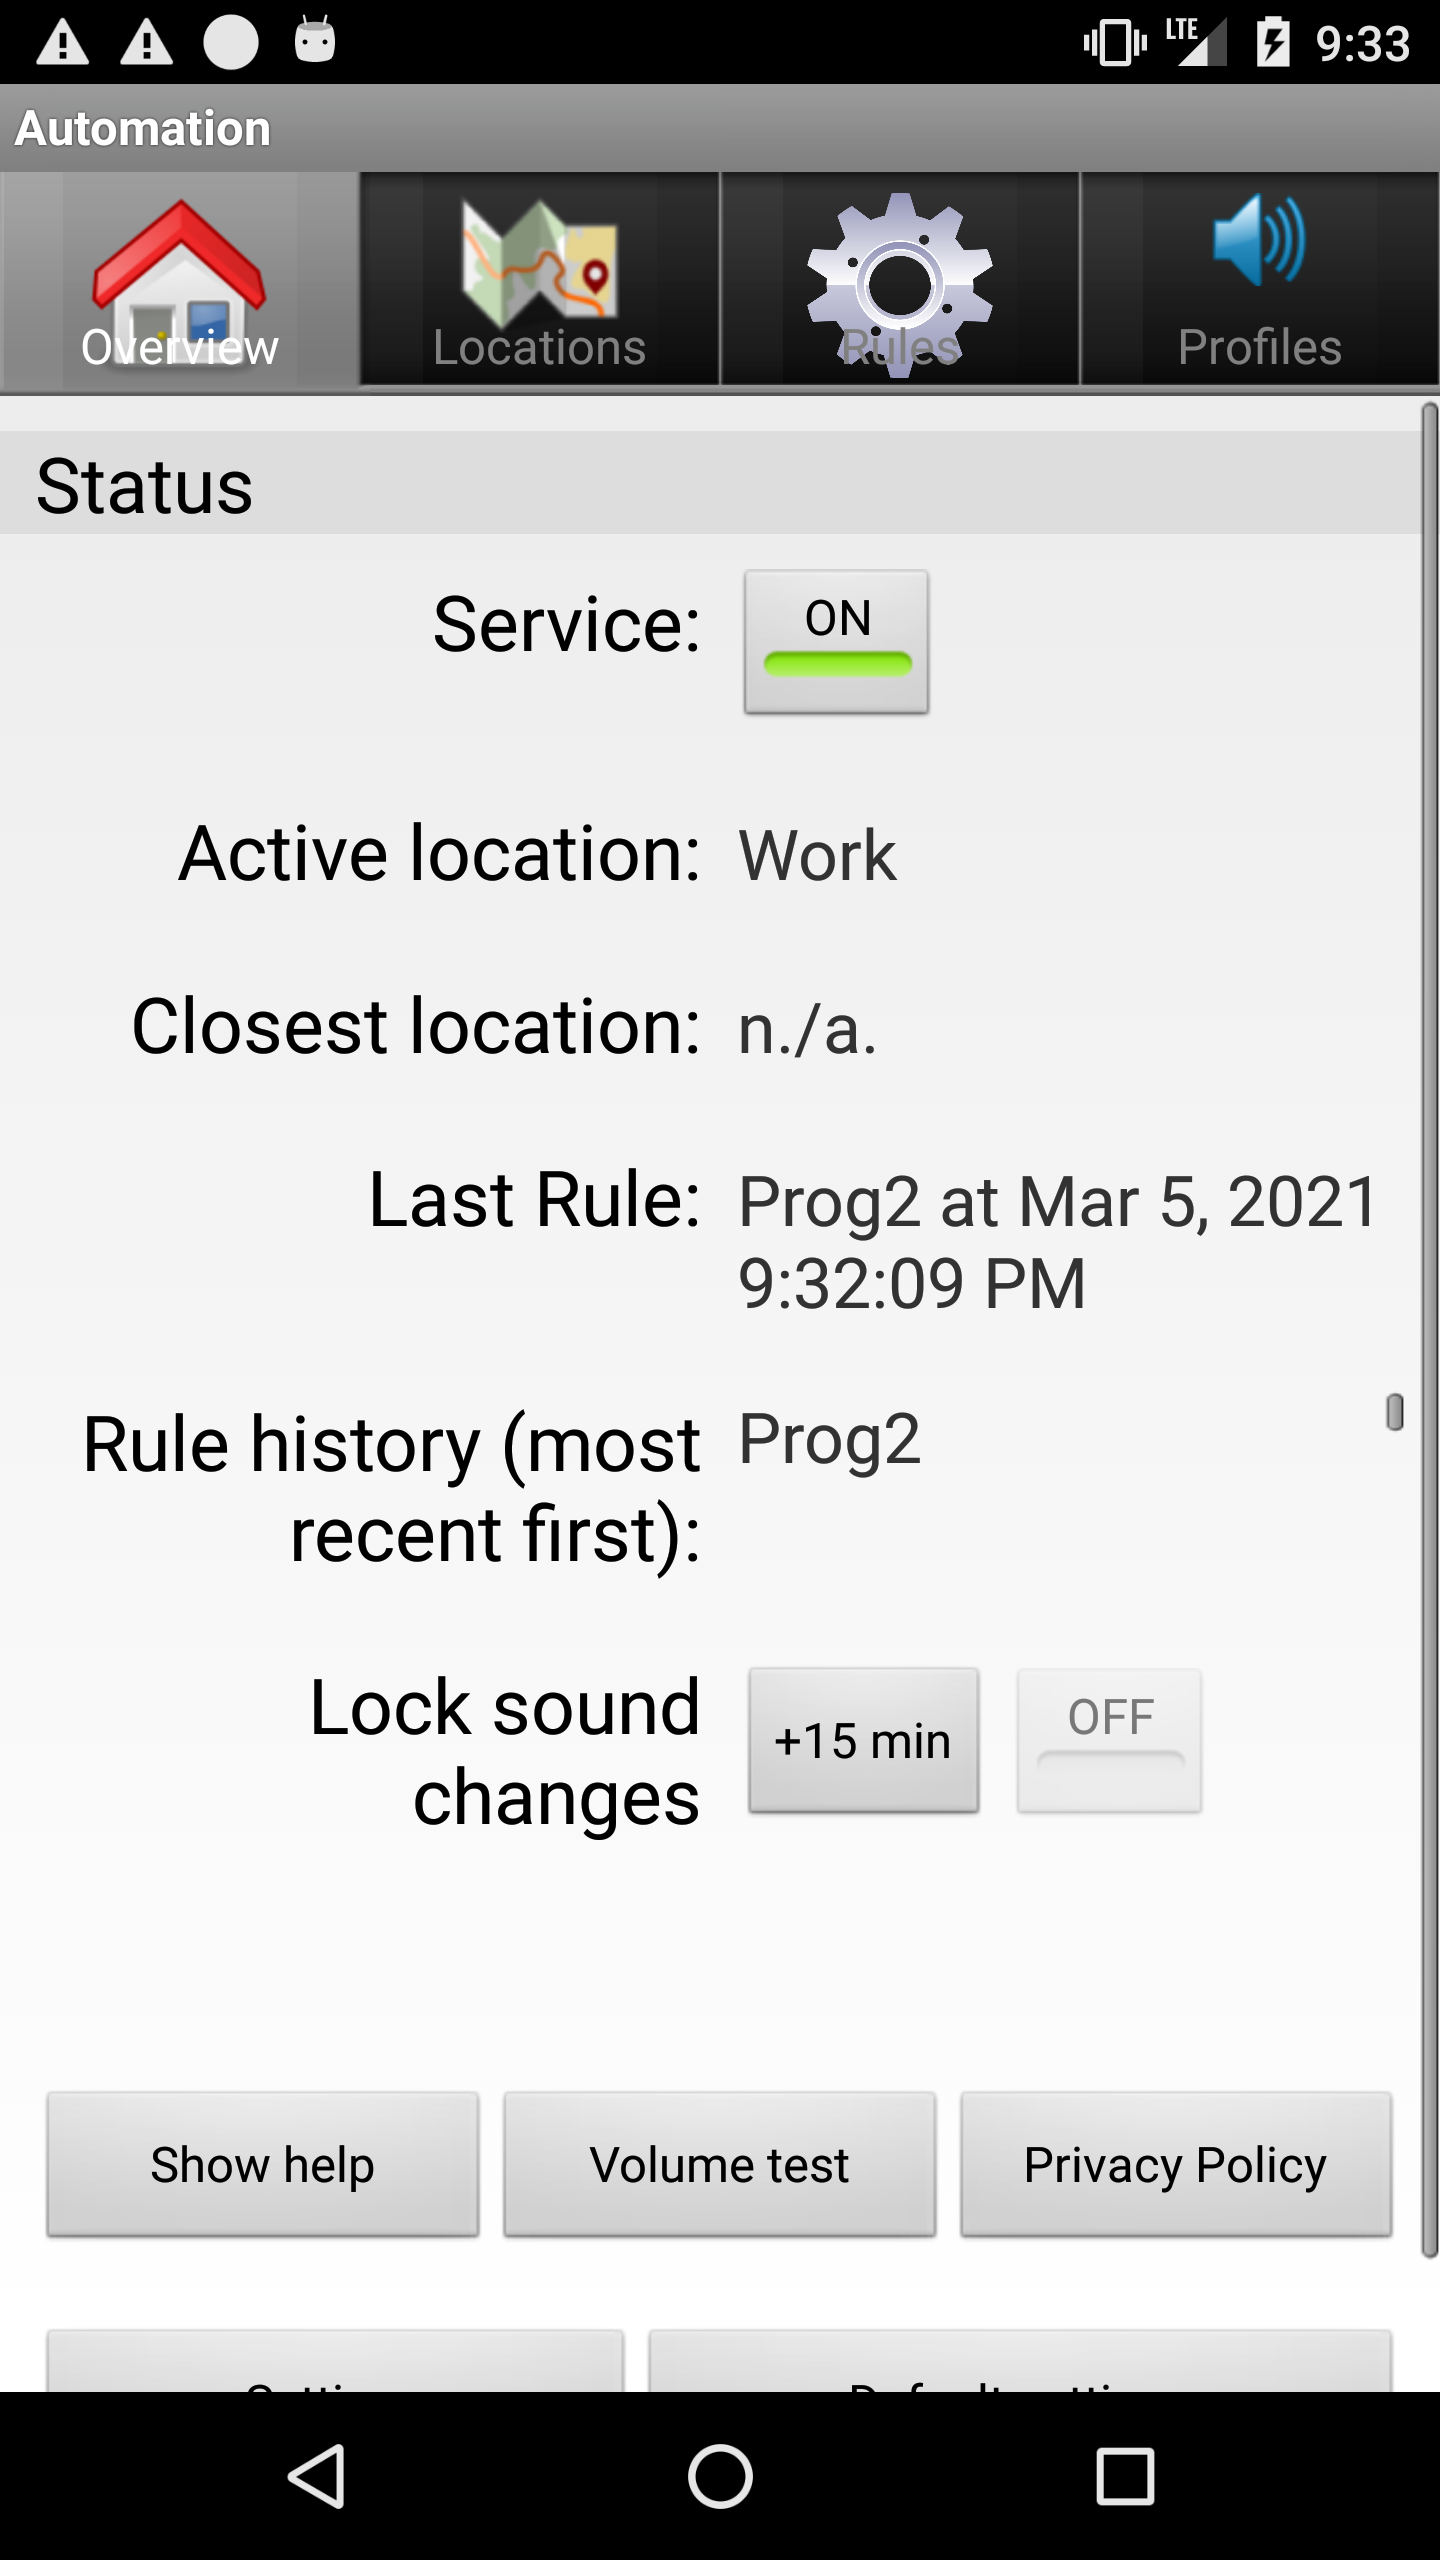 LTE 9:33
Automation
Overview Locations Rules Profiles
Status
Service: ON
Active location: Work
Closest location: n./a.
Last Rule: Prog2 at Mar 5, 2021
9:32:09 PM
Rule history (most Prog2
recent first):
Lock sound +15 min OFF
changes
Show help Volume test Privacy Policy